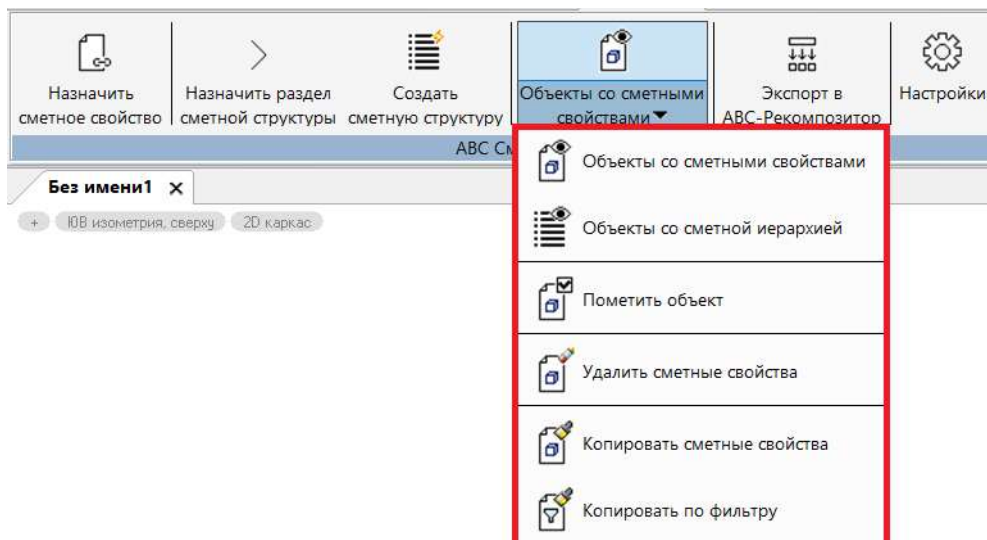 Назначить
сметное свойство
Назначить раздел
сметной структуры
Создать
сметную структуру
Объекты со сметными
свойствами
Экспорт в
АВС-Рекомпозитор
Настройки
АВС См
Без имени1
+ ЮВ изометрия, сверху 2D каркас
Объекты со сметными свойствами
Объекты со сметной иерархией
Пометить объект
Удалить сметные свойства
Копировать сметные свойства
Копировать по фильтру